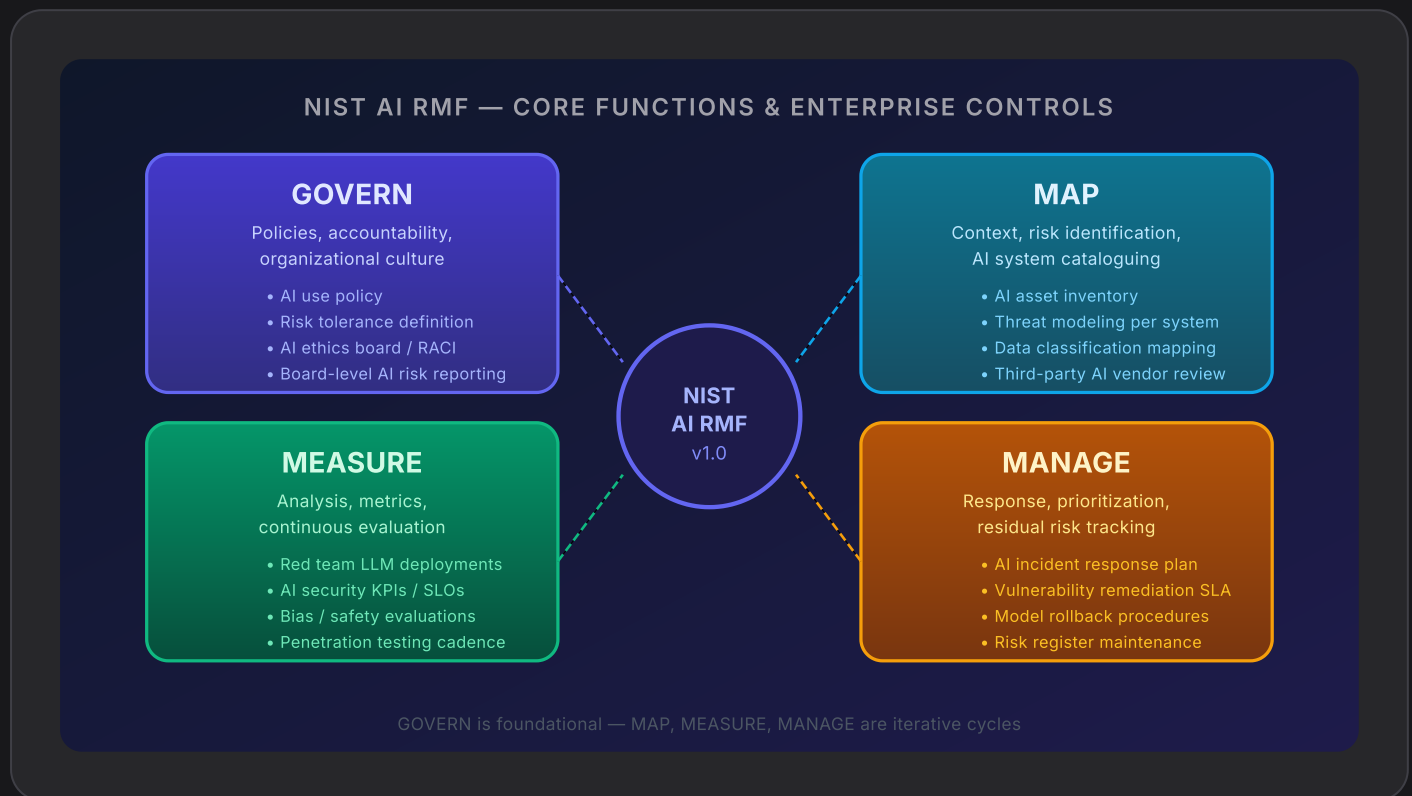 NIST AI RMF — CORE FUNCTIONS & ENTERPRISE CONTROLS
GOVERN
Policies, accountability,
organizational culture
• AI use policy
• Risk tolerance definition
• AI ethics board / RACI
• Board-level AI risk reporting
MAP
Context, risk identification,
AI system cataloguing
• AI asset inventory
• Threat modeling per system
• Data classification mapping
• Third-party AI vendor review
NIST
AI RMF
v1.0
MEASURE
Analysis, metrics,
continuous evaluation
• Red team LLM deployments
• AI security KPIs / SLOs
• Bias / safety evaluations
• Penetration testing cadence
MANAGE
Response, prioritization,
residual risk tracking
• AI incident response plan
• Vulnerability remediation SLA
• Model rollback procedures
• Risk register maintenance
GOVERN is foundational — MAP, MEASURE, MANAGE are iterative cycles